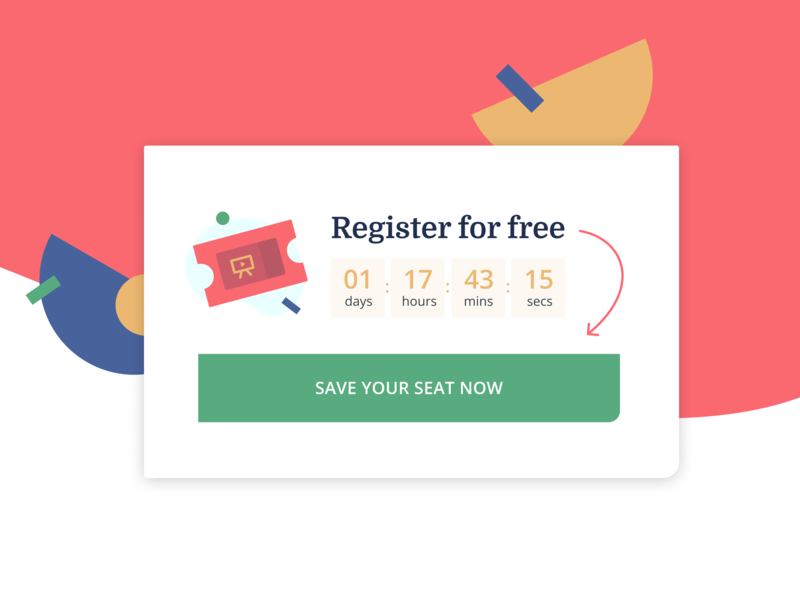 Register for free
01 : 17 : 43 : 15
days hours mins secs
SAVE YOUR SEAT NOW